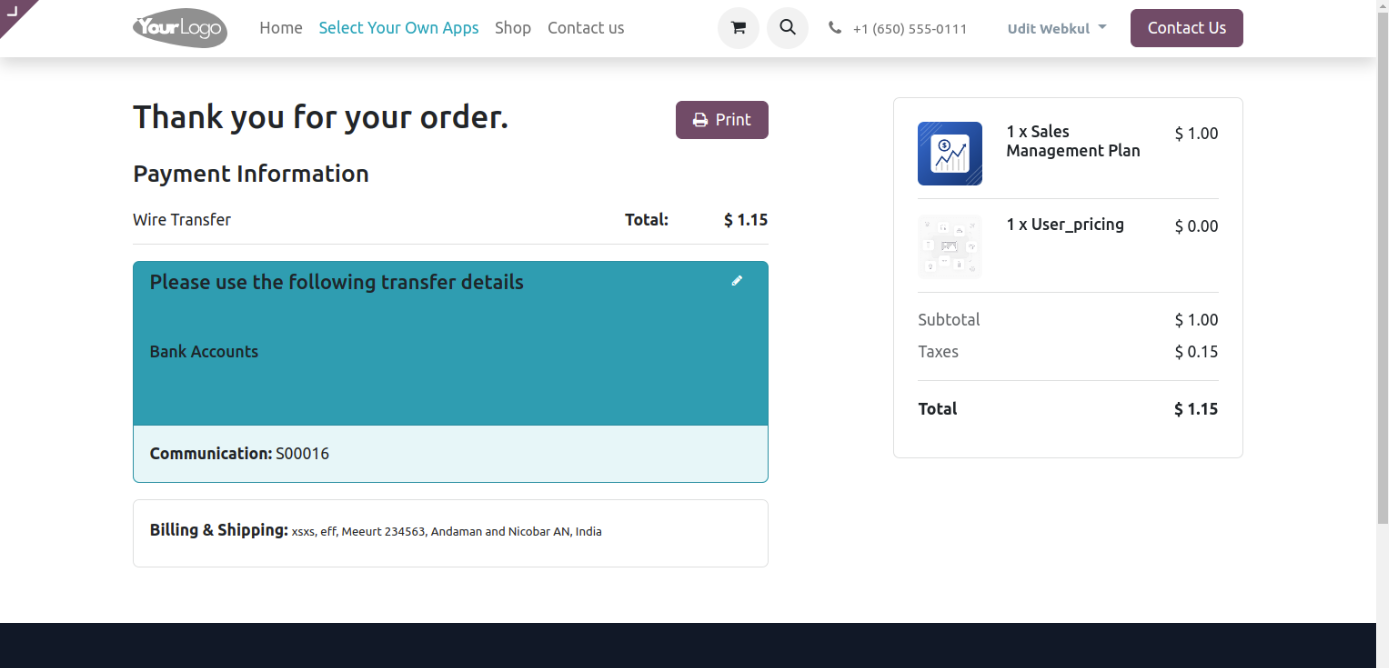 YourLogo
Home Select Your Own Apps Shop Contact us
+1 (650) 555-0111
Udit Webkul
Contact Us
Thank you for your order.
Print
Payment Information
Wire Transfer Total: $ 1.15
Please use the following transfer details
Bank Accounts
Communication: S00016
Billing & Shipping: xsxs, eff, Meeurt 234563, Andaman and Nicobar AN, India
1 x Sales
Management Plan
$ 1.00
1 x User_pricing $ 0.00
Subtotal $ 1.00
Taxes $ 0.15
Total $ 1.15